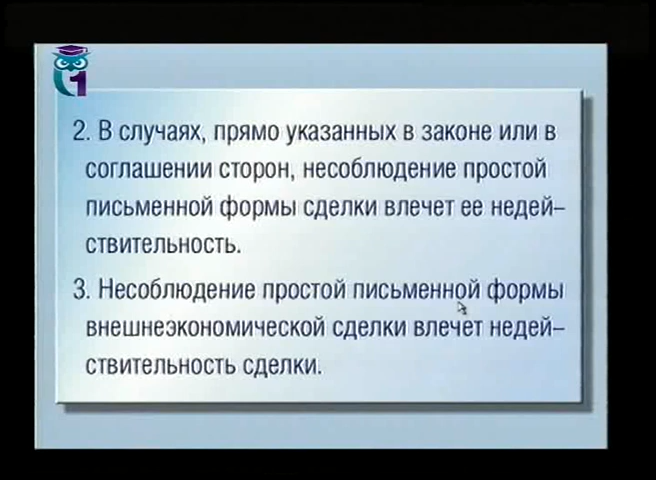 1
2. В случаях, прямо указанных в законе или в
соглашении сторон, несоблюдение простой
письменной формы сделки влечет ее недей–
ствительность.
3. Несоблюдение простой письменной формы
внешнеэкономической сделки влечет недей–
ствительность сделки.